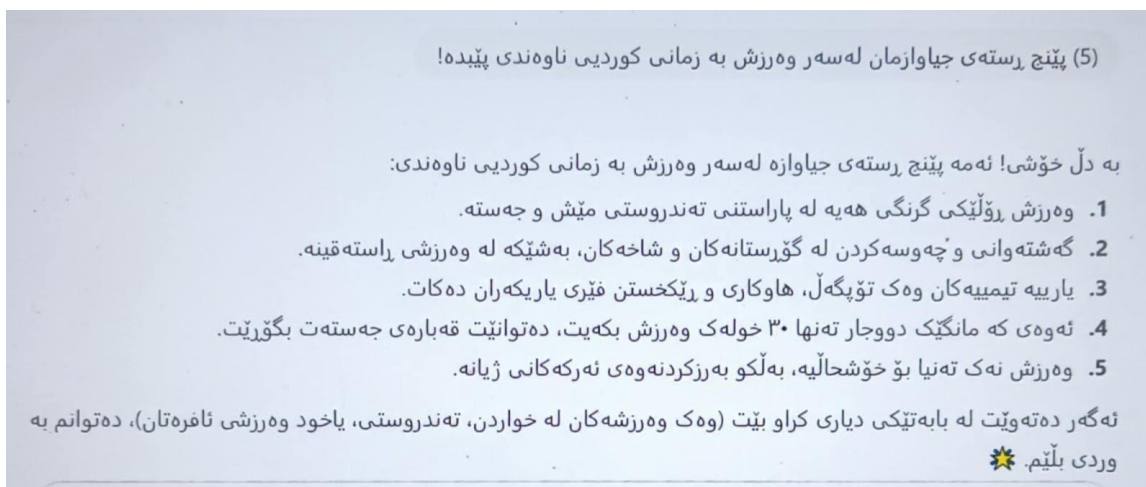 (5) پێنج ڕستەی جیاوازمان لەسەر وەرزش بە زمانی کوردیی ناوەندی پێبدە!
بە دڵ خۆشی! ئەمە پێنج ڕستەی جیاوازە لەسەر وەرزش بە زمانی کوردیی ناوەندی:
1. وەرزش ڕۆڵێکی گرنگی هەیە لە پاراستنی تەندروستی مێش و جەستە.
2. گەشتەوانی و چەوسەکردن لە گۆڕستانەکان و شاخەکان، بەشێکە لە وەرزشی ڕاستەقینە.
3. یارییە تیمییەکان وەک تۆپگەڵ، هاوکاری و ڕێکخستن فێری یاریکەران دەکات.
4. ئەوەی کە مانگێک دووجار تەنها ٣٠ خولەک وەرزش بکەیت، دەتوانێت قەبارەی جەستەت بگۆڕێت.
5. وەرزش نەک تەنیا بۆ خۆشحاڵیە، بەڵکو بەرزکردنەوەی ئەرکەکانی ژیانە.
ئەگەر دەتەوێت لە بابەتێکی دیاری کراو بێت (وەک وەرزشەکان لە خواردن، تەندروستی، یاخود وەرزشی ئافرەتان)، دەتوانم بە
وردی بڵێم. 🌟